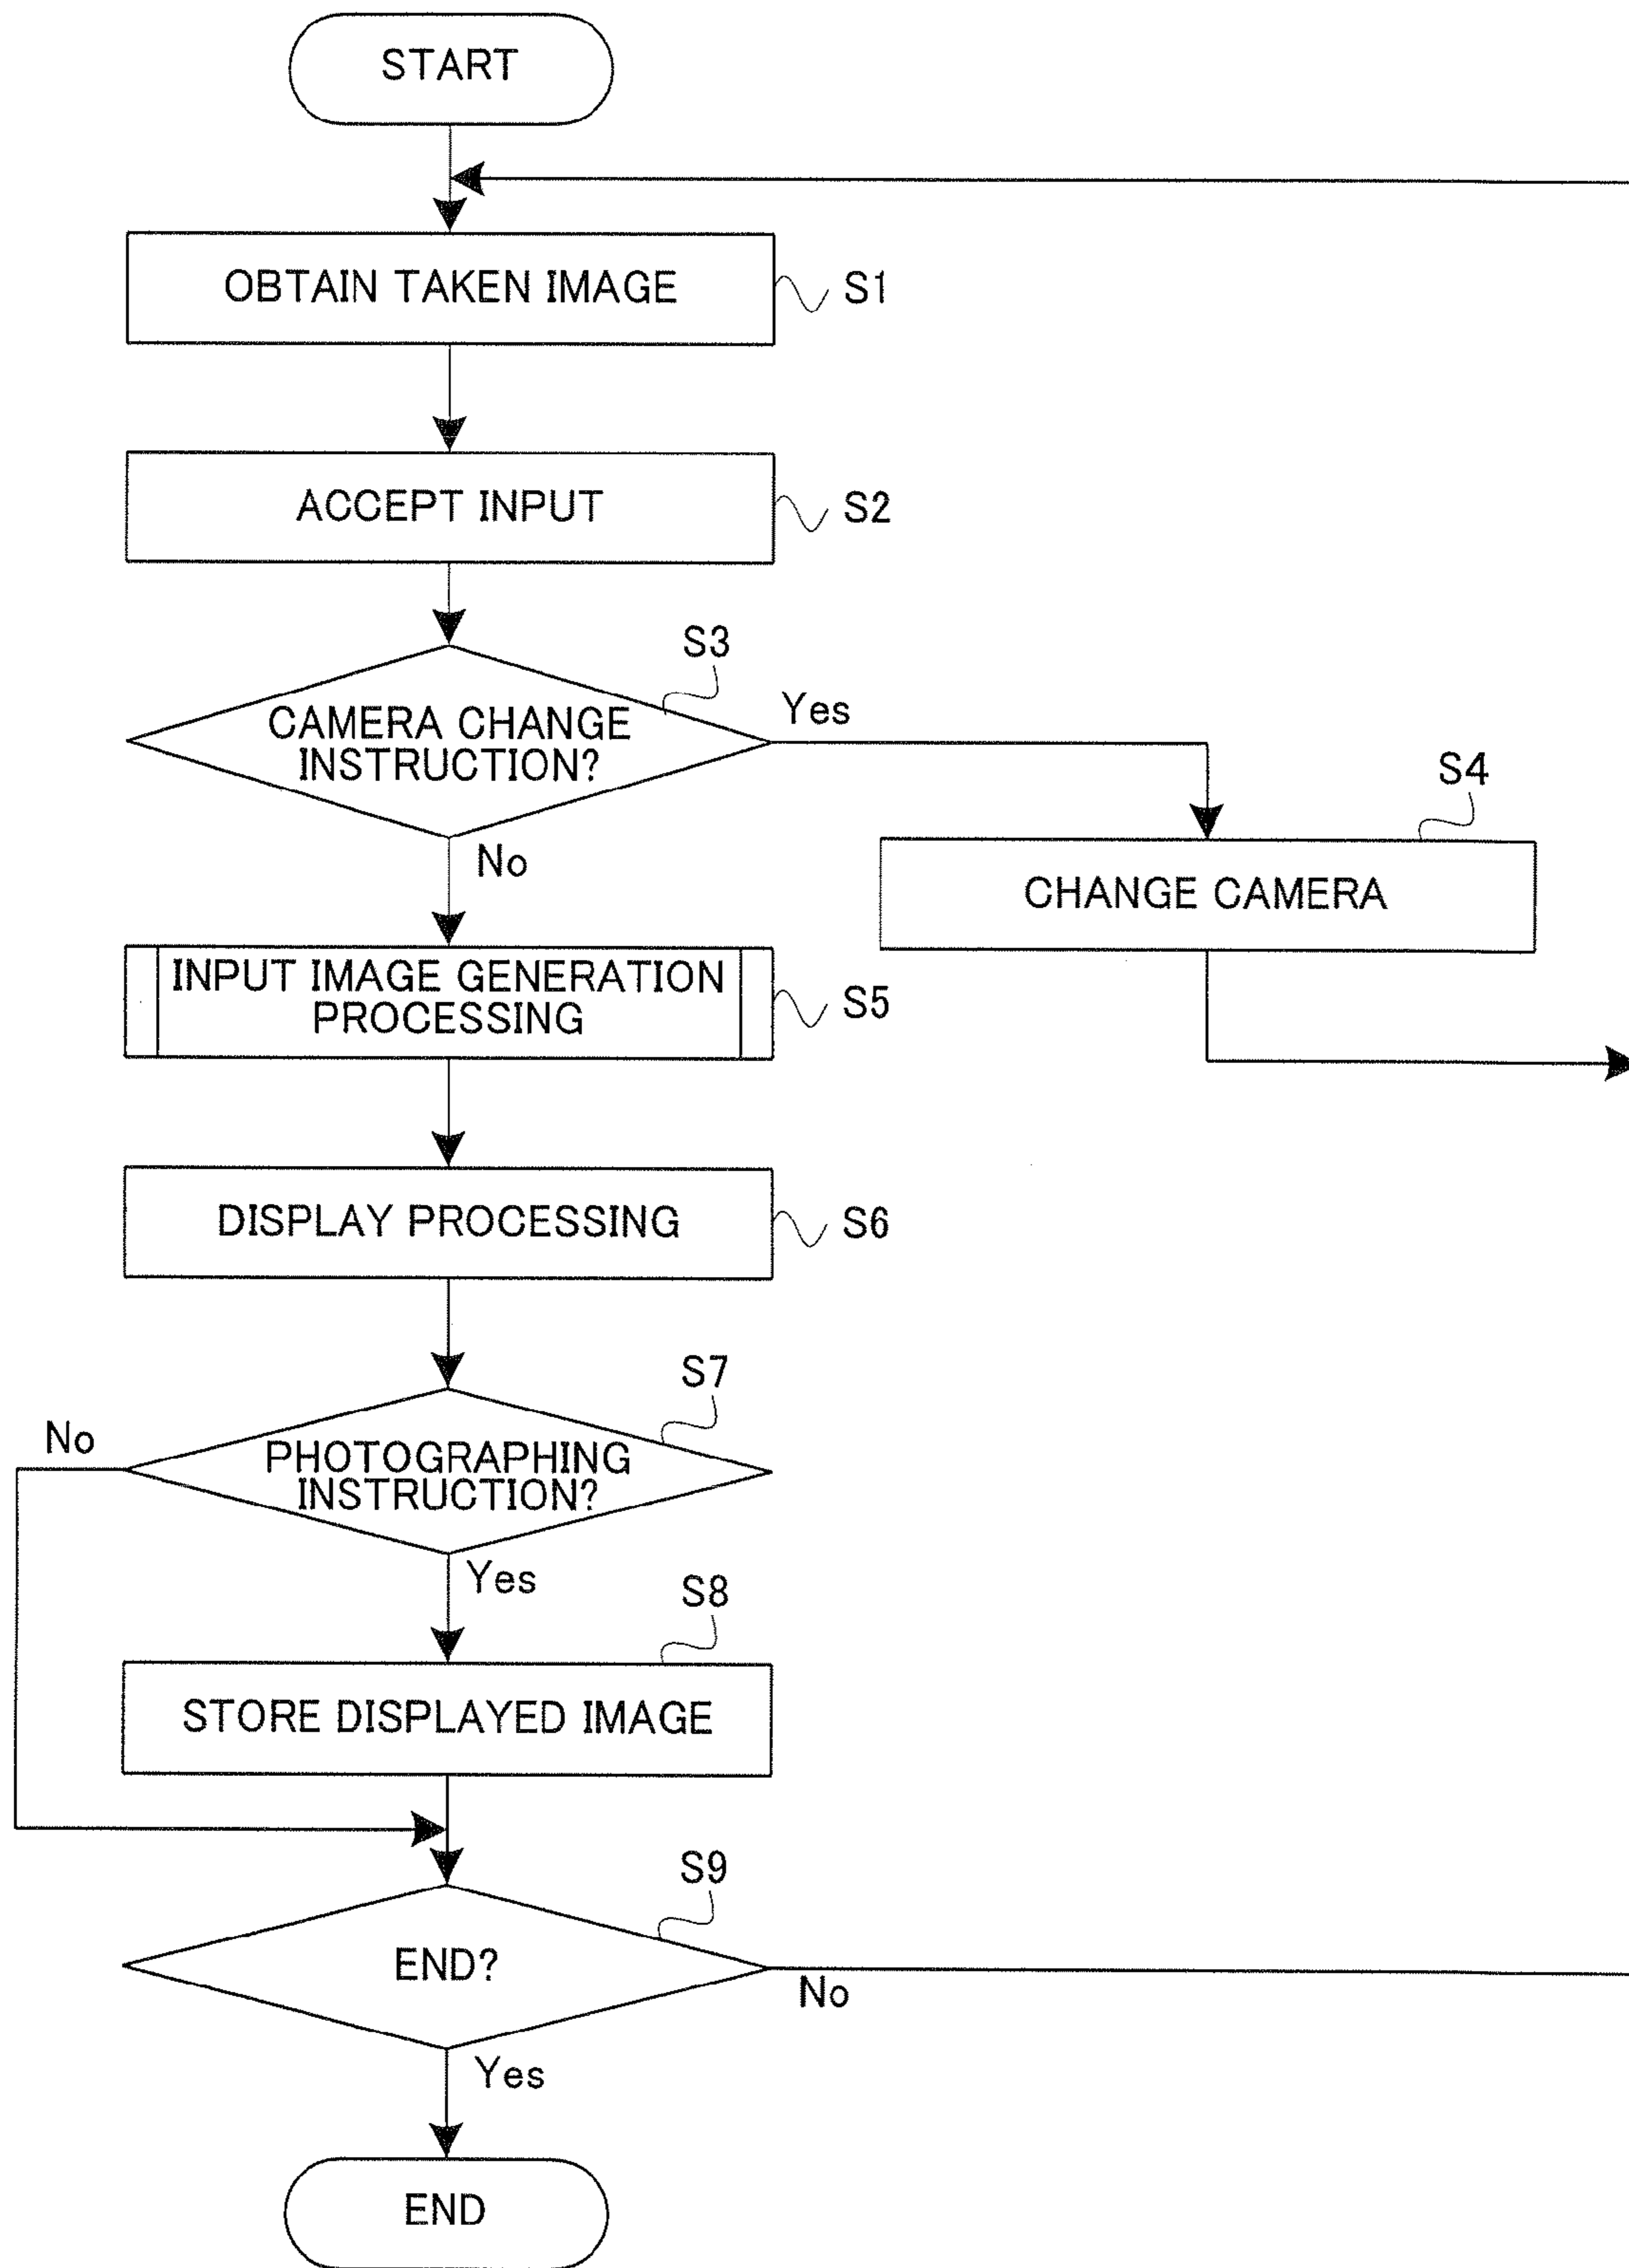 START
OBTAIN TAKEN IMAGE
S1
ACCEPT INPUT
S2
S3
CAMERA CHANGE
INSTRUCTION?
Yes
No
S4
CHANGE CAMERA
INPUT IMAGE GENERATION
PROCESSING
S5
DISPLAY PROCESSING
S6
S7
No
PHOTOGRAPHING
INSTRUCTION?
Yes
S8
STORE DISPLAYED IMAGE
S9
END?
No
Yes
END